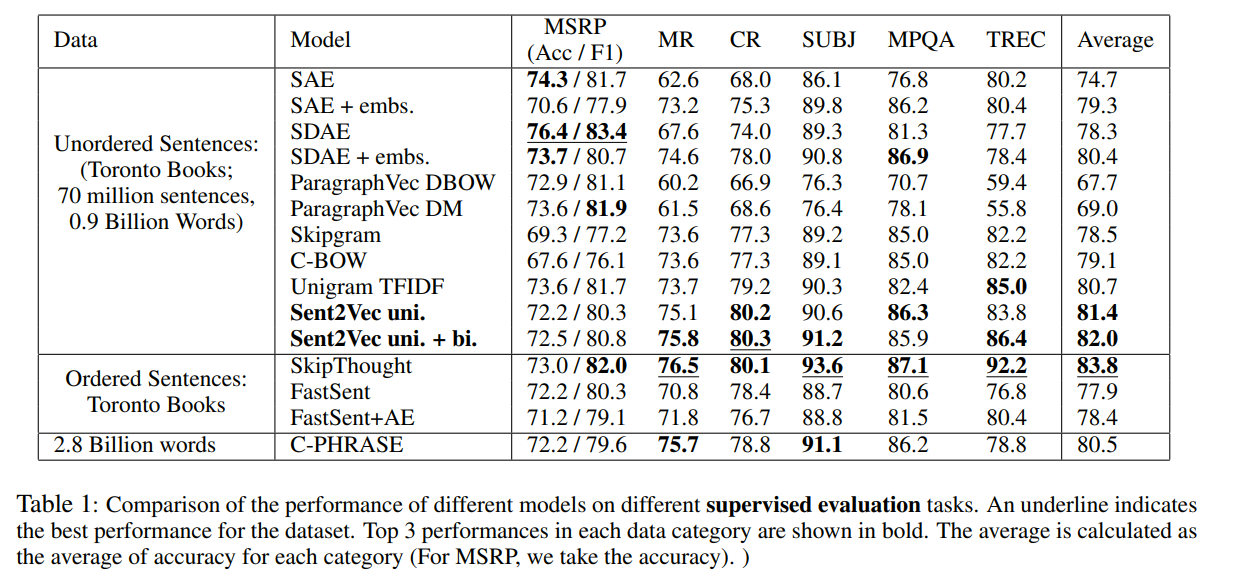 Data Model MSRP (Acc / F1) MR CR SUBJ MPQA TREC Average
Unordered Sentences:
(Toronto Books;
70 million sentences,
0.9 Billion Words)
SAE 74.3 / 81.7 62.6 68.0 86.1 76.8 80.2 74.7
SAE + embs. 70.6 / 77.9 73.2 75.3 89.8 86.2 80.4 79.3
SDAE 76.4 / 83.4 67.6 74.0 89.3 81.3 77.7 78.3
SDAE + embs. 73.7 / 80.7 74.6 78.0 90.8 86.9 78.4 80.4
ParagraphVec DBOW 72.9 / 81.1 60.2 66.9 76.3 70.7 59.4 67.7
ParagraphVec DM 73.6 / 81.9 61.5 68.6 76.4 78.1 55.8 69.0
Skipgram 69.3 / 77.2 73.6 77.3 89.2 85.0 82.2 78.5
C-BOW 67.6 / 76.1 73.6 77.3 89.1 85.0 82.2 79.1
Unigram TFIDF 73.6 / 81.7 73.7 79.2 90.3 82.4 85.0 80.7
Sent2Vec uni. 72.2 / 80.3 75.1 80.2 90.6 86.3 83.8 81.4
Sent2Vec uni. + bi. 72.5 / 80.8 75.8 80.3 91.2 85.9 86.4 82.0
Ordered Sentences:
Toronto Books
SkipThought 73.0 / 82.0 76.5 80.1 93.6 87.1 92.2 83.8
FastSent 72.2 / 80.3 70.8 78.4 88.7 80.6 76.8 77.9
FastSent+AE 71.2 / 79.1 71.8 76.7 88.8 81.5 80.4 78.4
2.8 Billion words C-PHRASE 72.2 / 79.6 75.7 78.8 91.1 86.2 78.8 80.5
Table 1: Comparison of the performance of different models on different supervised evaluation tasks. An underline indicates
the best performance for the dataset. Top 3 performances in each data category are shown in bold. The average is calculated as
the average of accuracy for each category (For MSRP, we take the accuracy). )